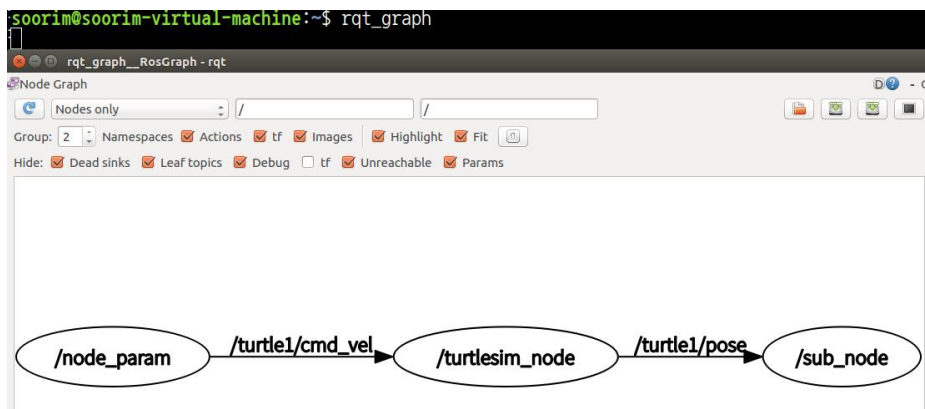 soorim@soorim-virtual-machine:~$ rqt_graph
rqt_graph__RosGraph - rqt
Node Graph
D
Nodes only
/
/
Group: 2 Namespaces Actions tf Images Highlight Fit
Hide: Dead sinks Leaf topics Debug tf Unreachable Params
/node_param
/turtle1/cmd_vel
/turtlesim_node
/turtle1/pose
/sub_node